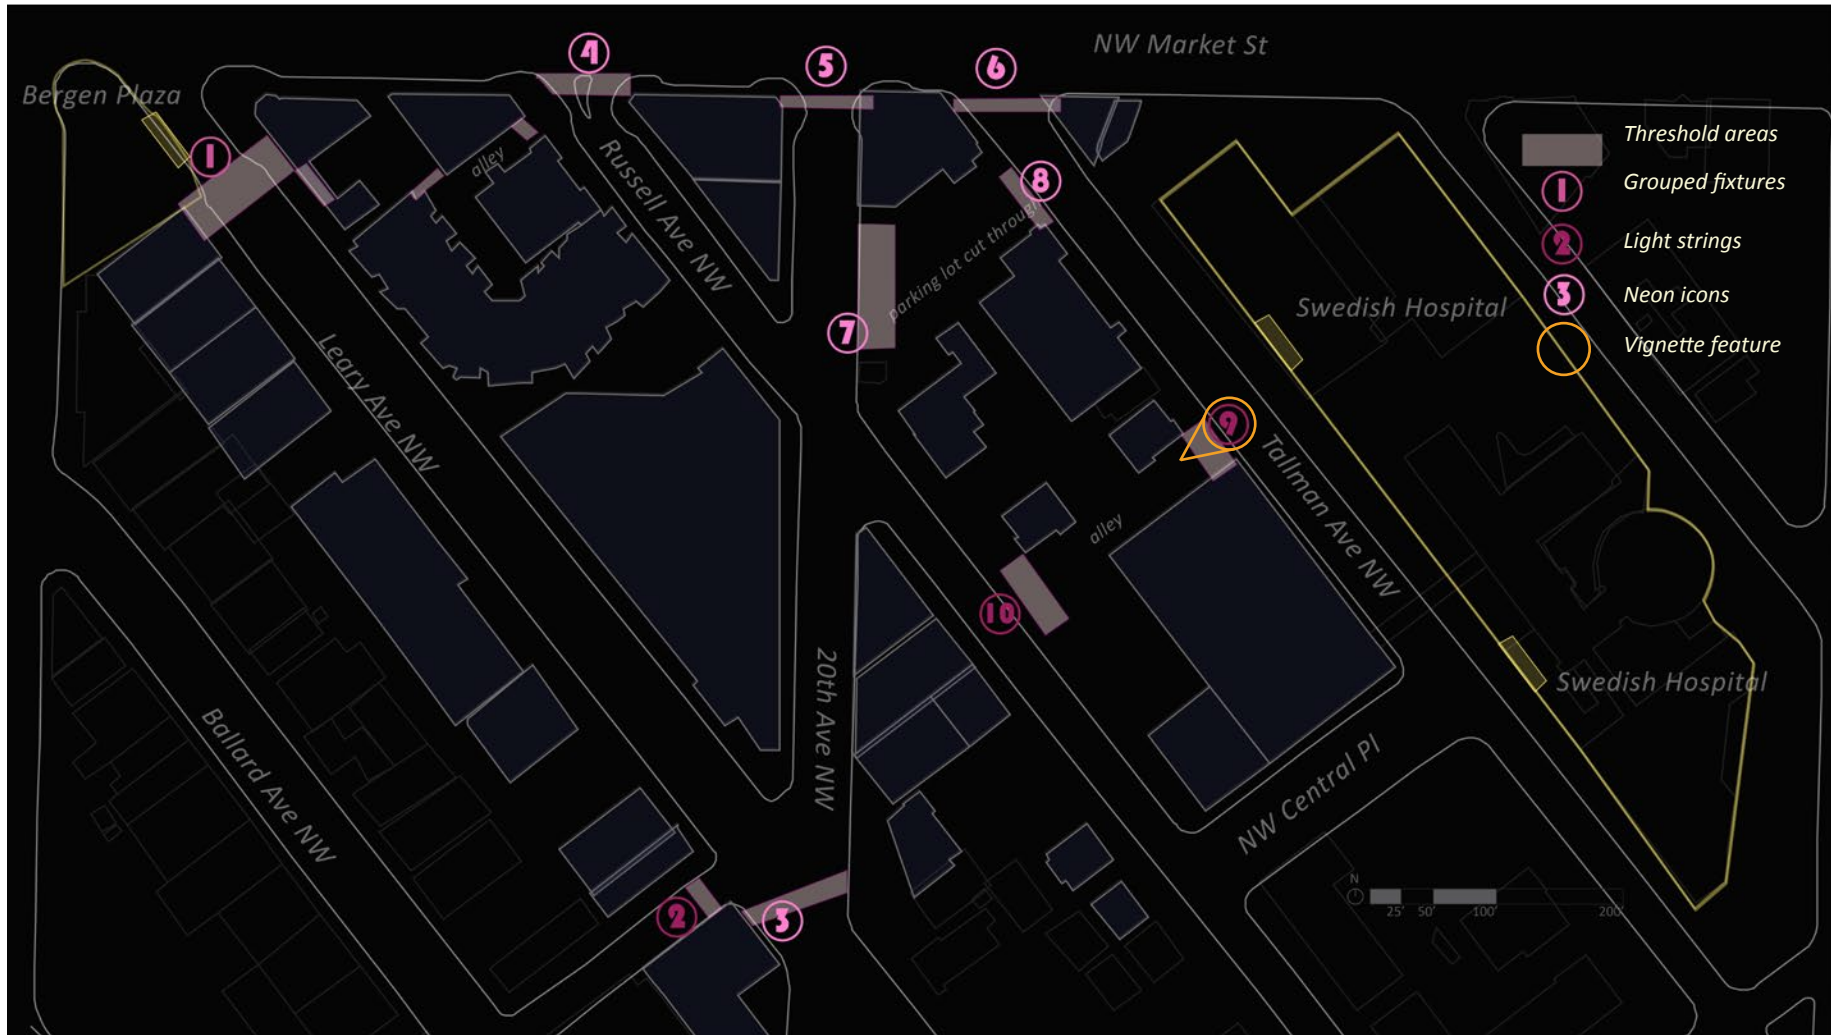 NW Market St
4
5
6
Bergen Plaza
Threshold areas
1
alley
Russell Ave NW
8
1
Grouped fixtures
parking lot cut through
2
Light strings
Swedish Hospital
3
Neon icons
7
Leary Ave NW
Vignette feature
9
Tallman Ave NW
alley
10
20th Ave NW
Swedish Hospital
Ballard Ave NW
NW Central Pl
N
25' 50' 100' 200'
2
3